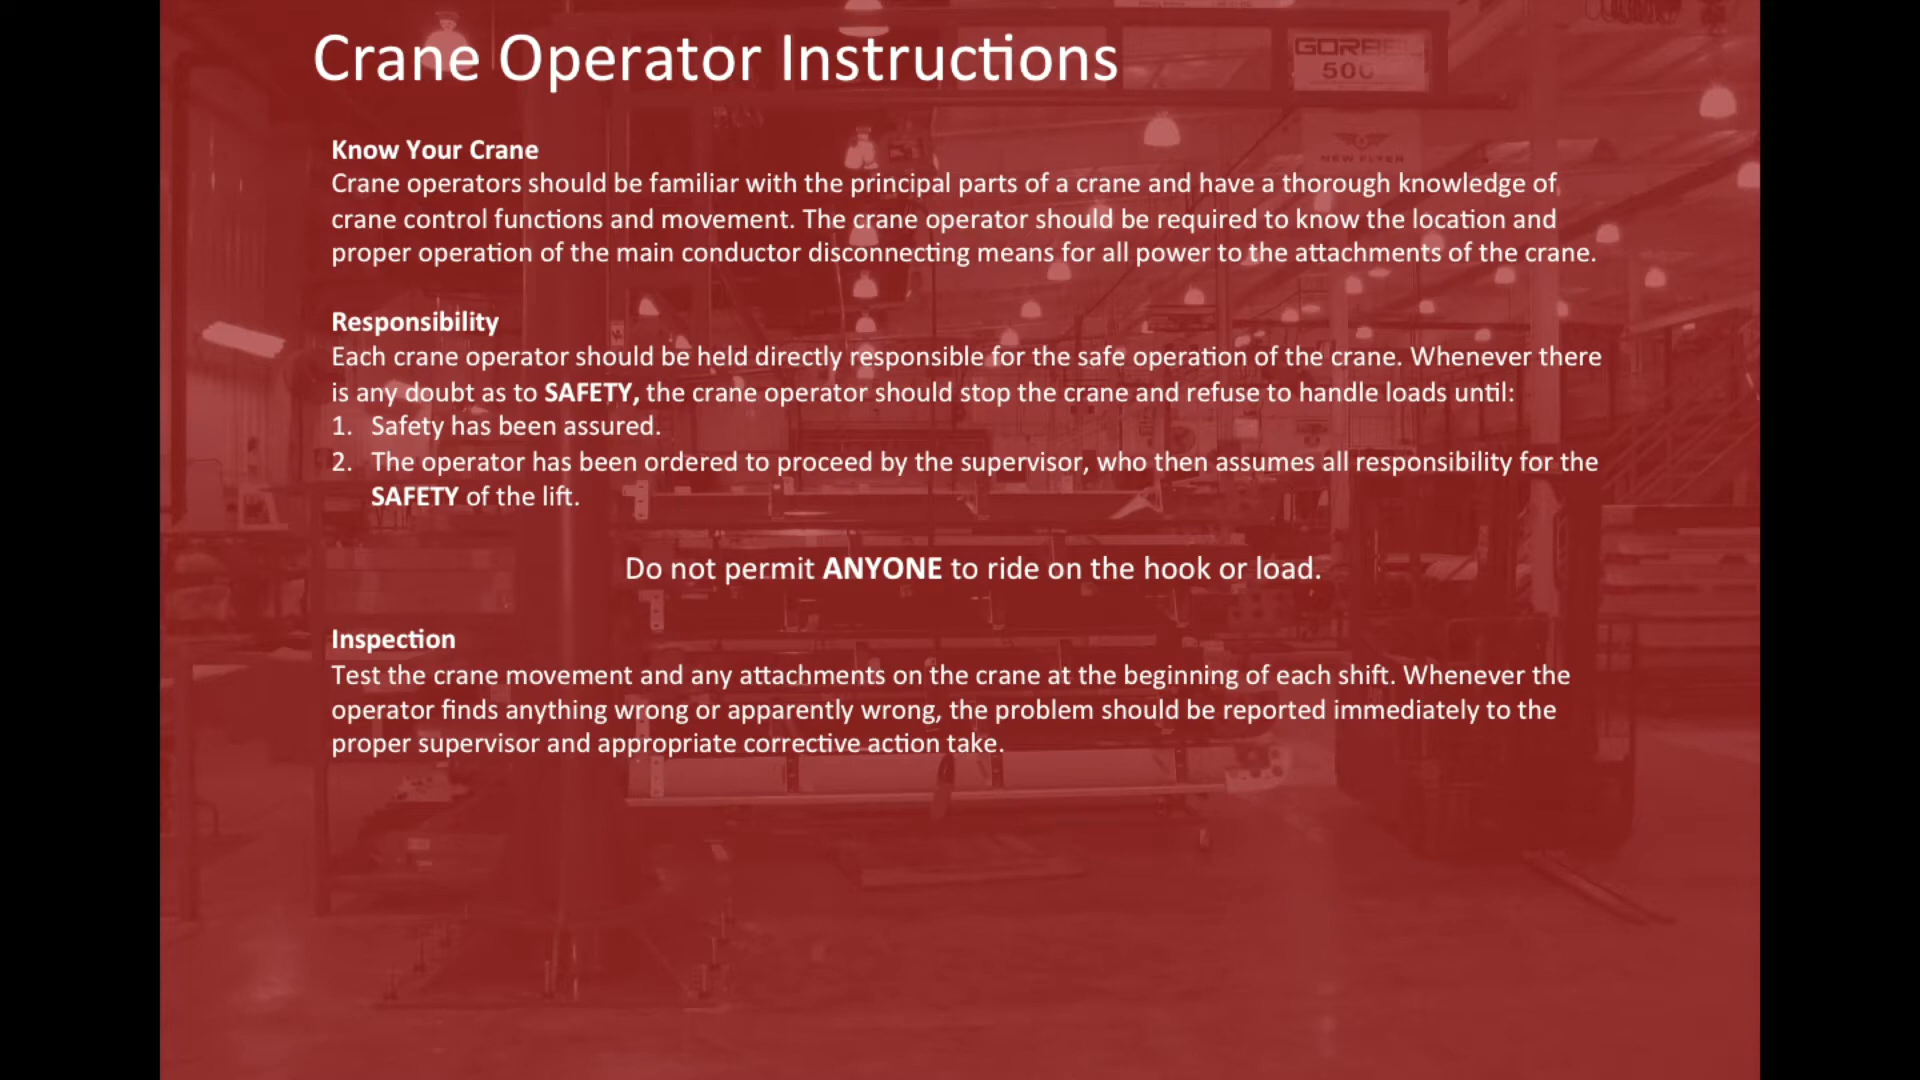 Crane Operator Instructions
GORBEL
500
NEW FLYER
Know Your Crane
Crane operators should be familiar with the principal parts of a crane and have a thorough knowledge of
crane control functions and movement. The crane operator should be required to know the location and
proper operation of the main conductor disconnecting means for all power to the attachments of the crane.
Responsibility
Each crane operator should be held directly responsible for the safe operation of the crane. Whenever there
is any doubt as to SAFETY, the crane operator should stop the crane and refuse to handle loads until:
1. Safety has been assured.
2. The operator has been ordered to proceed by the supervisor, who then assumes all responsibility for the
SAFETY of the lift.
Do not permit ANYONE to ride on the hook or load.
Inspection
Test the crane movement and any attachments on the crane at the beginning of each shift. Whenever the
operator finds anything wrong or apparently wrong, the problem should be reported immediately to the
proper supervisor and appropriate corrective action take.